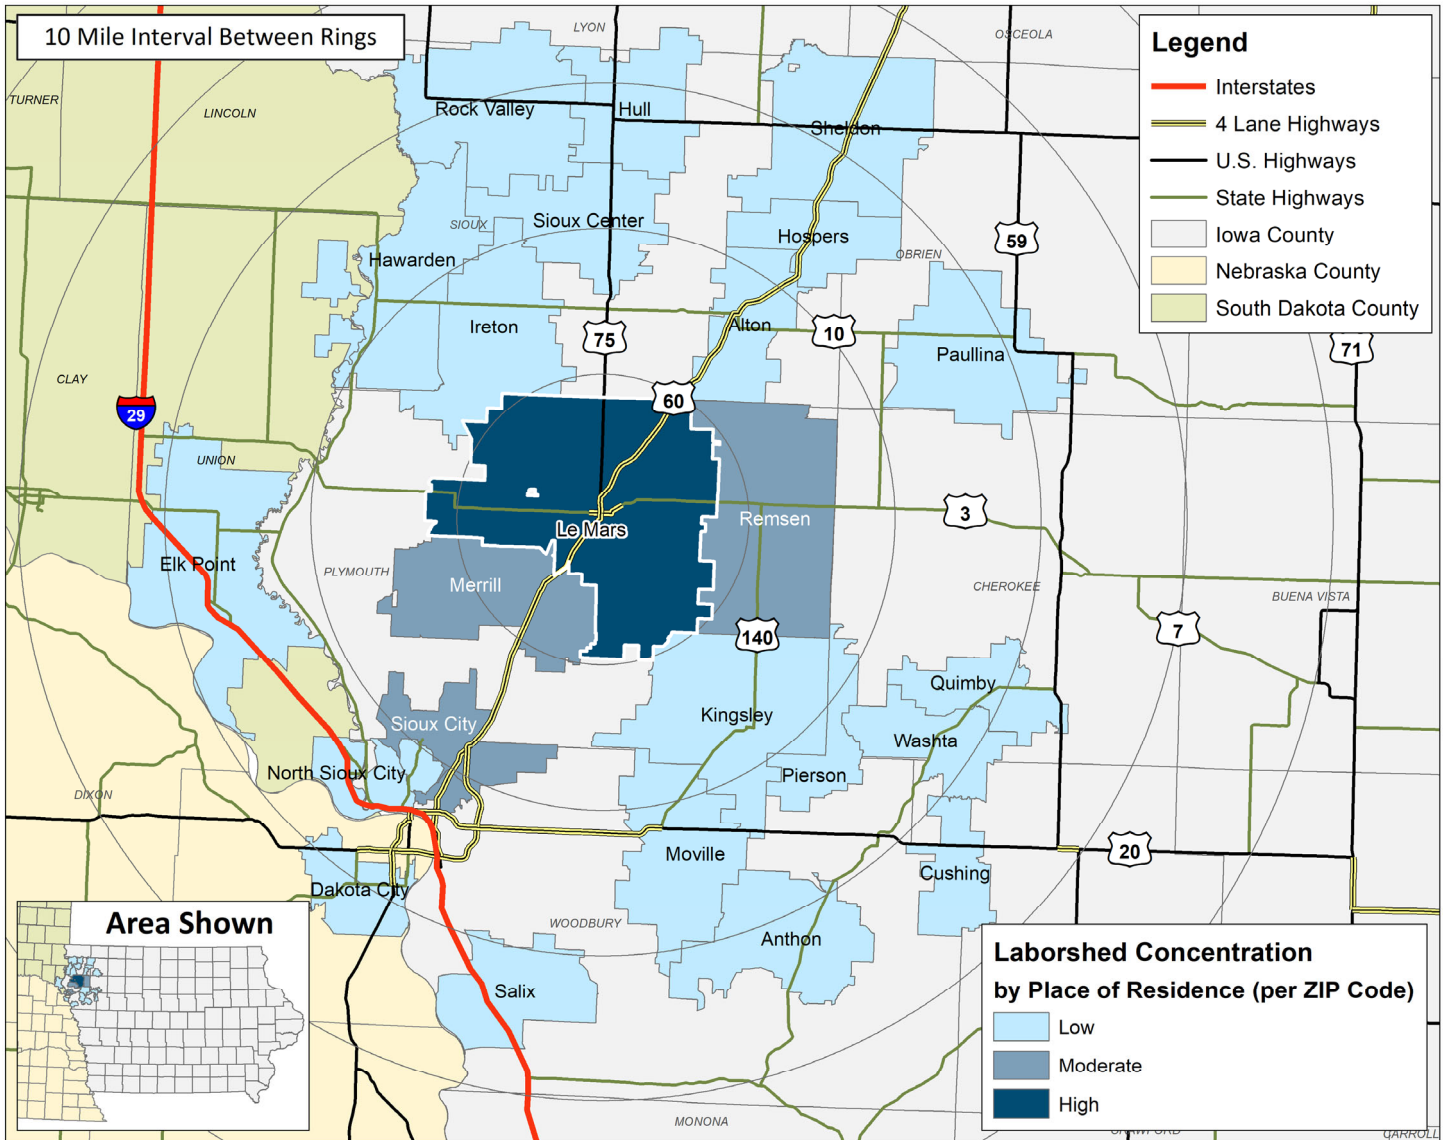 10 Mile Interval Between Rings
LYON
OSCEOLA
Legend
Interstates
4 Lane Highways
U.S. Highways
State Highways
Iowa County
Nebraska County
South Dakota County
TURNER
LINCOLN
Rock Valley
Hull
Sheldon
SIOUX
Sioux Center
Hospers
59
OBRIEN
Hawarden
Ireton
75
Alton
10
Paullina
71
CLAY
29
60
UNION
Remsen
3
Le Mars
Elk Point
PLYMOUTH
Merrill
CHEROKEE
BUENA VISTA
140
7
Quimby
Sioux City
Kingsley
Washta
North Sioux City
Pierson
DIXON
Moville
20
Dakota City
Cushing
WOODBURY
Anthon
Area Shown
Salix
Laborshed Concentration
by Place of Residence (per ZIP Code)
Low
Moderate
High
MONONA
CRAWFORD
CARROLL